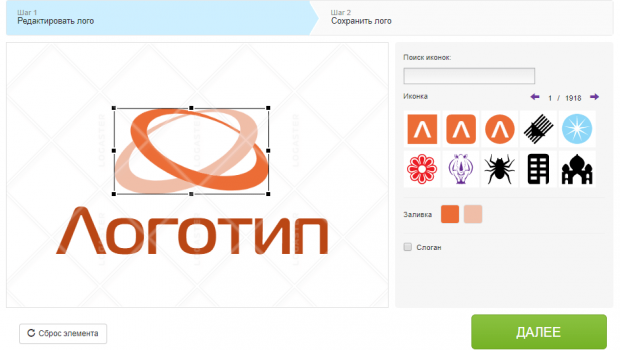 Шаг 1
Редактировать лого
Шаг 2
Сохранить лого
Логотип
Поиск иконок:
Иконка
1 / 1918
Заливка
Слоган
Сброс элемента
ДАЛЕЕ